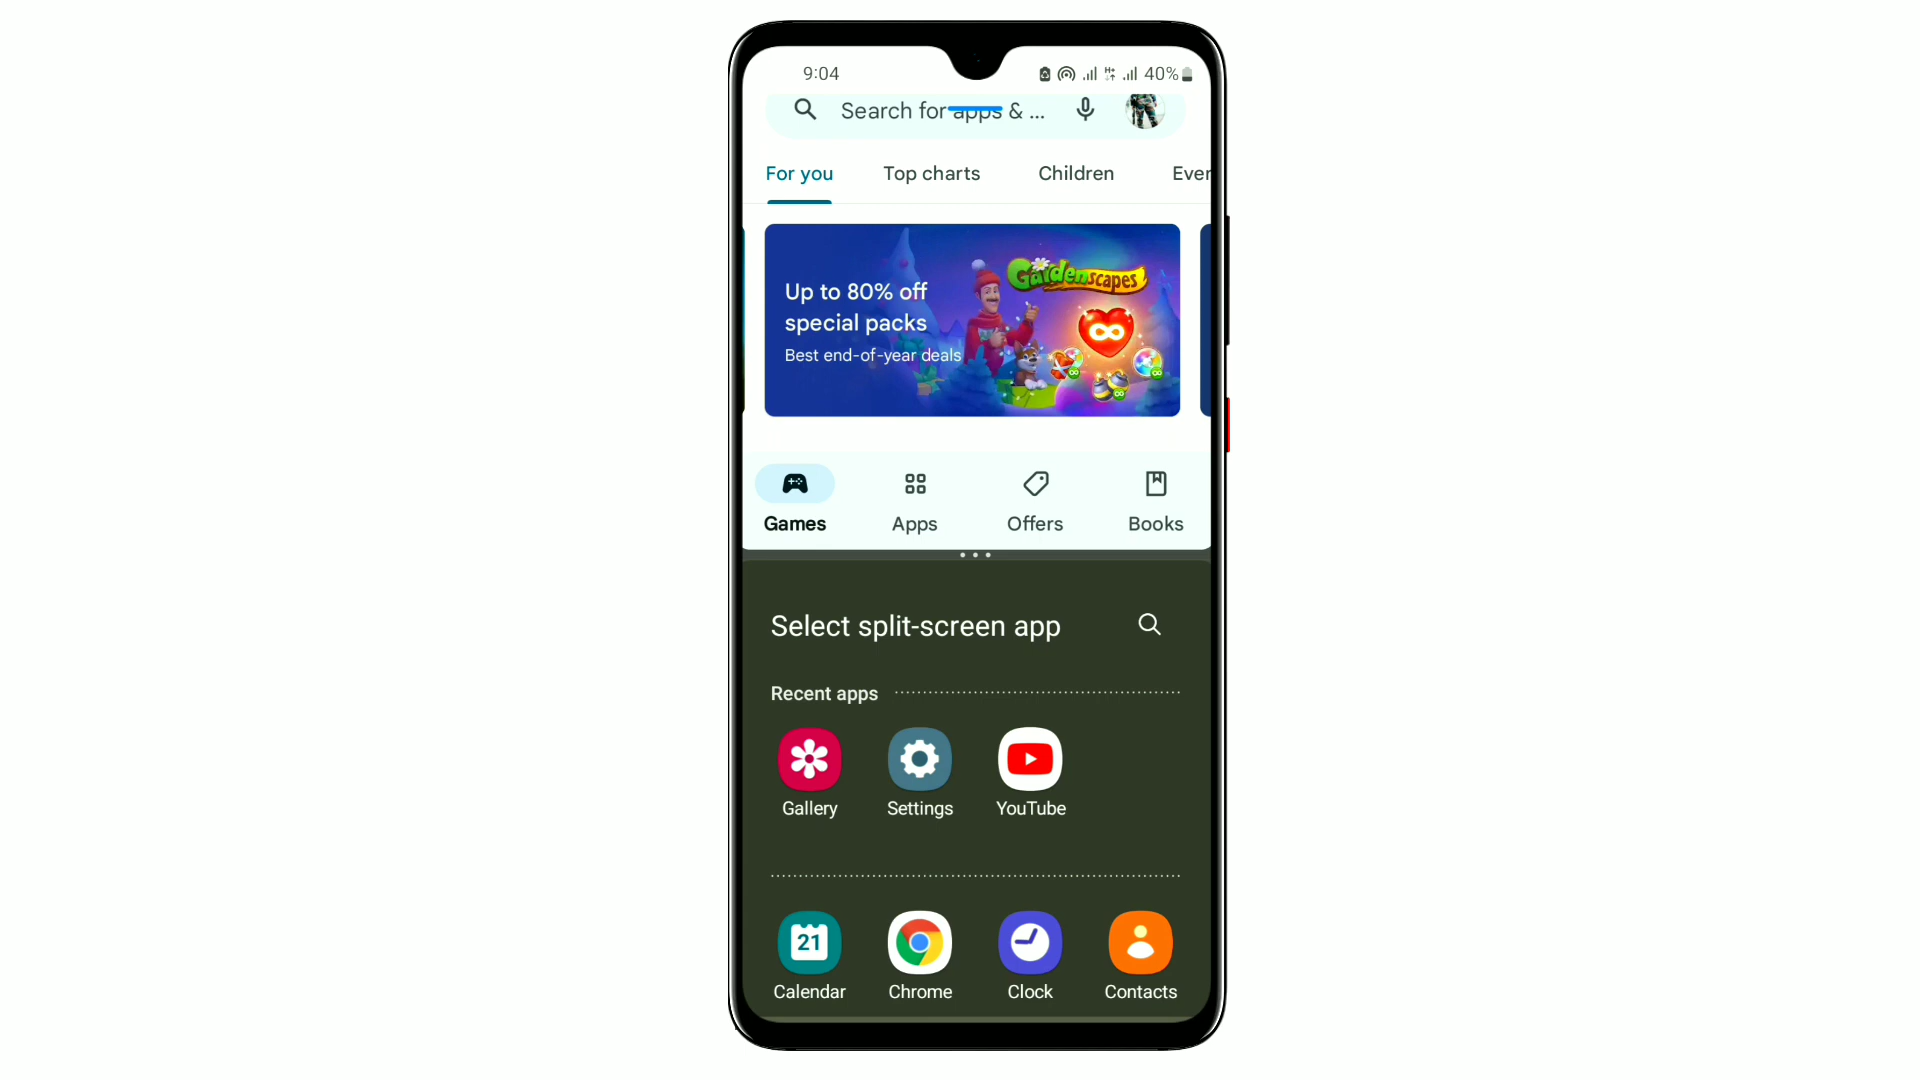 9:04
40%
Search for apps & ...
For you
Top charts
Children
Even
Up to 80% off
special packs
Best end-of-year deals
Gardenscapes
Games
Apps
Offers
Books
Select split-screen app
Recent apps
Gallery
Settings
YouTube
21
Calendar
Chrome
Clock
Contacts